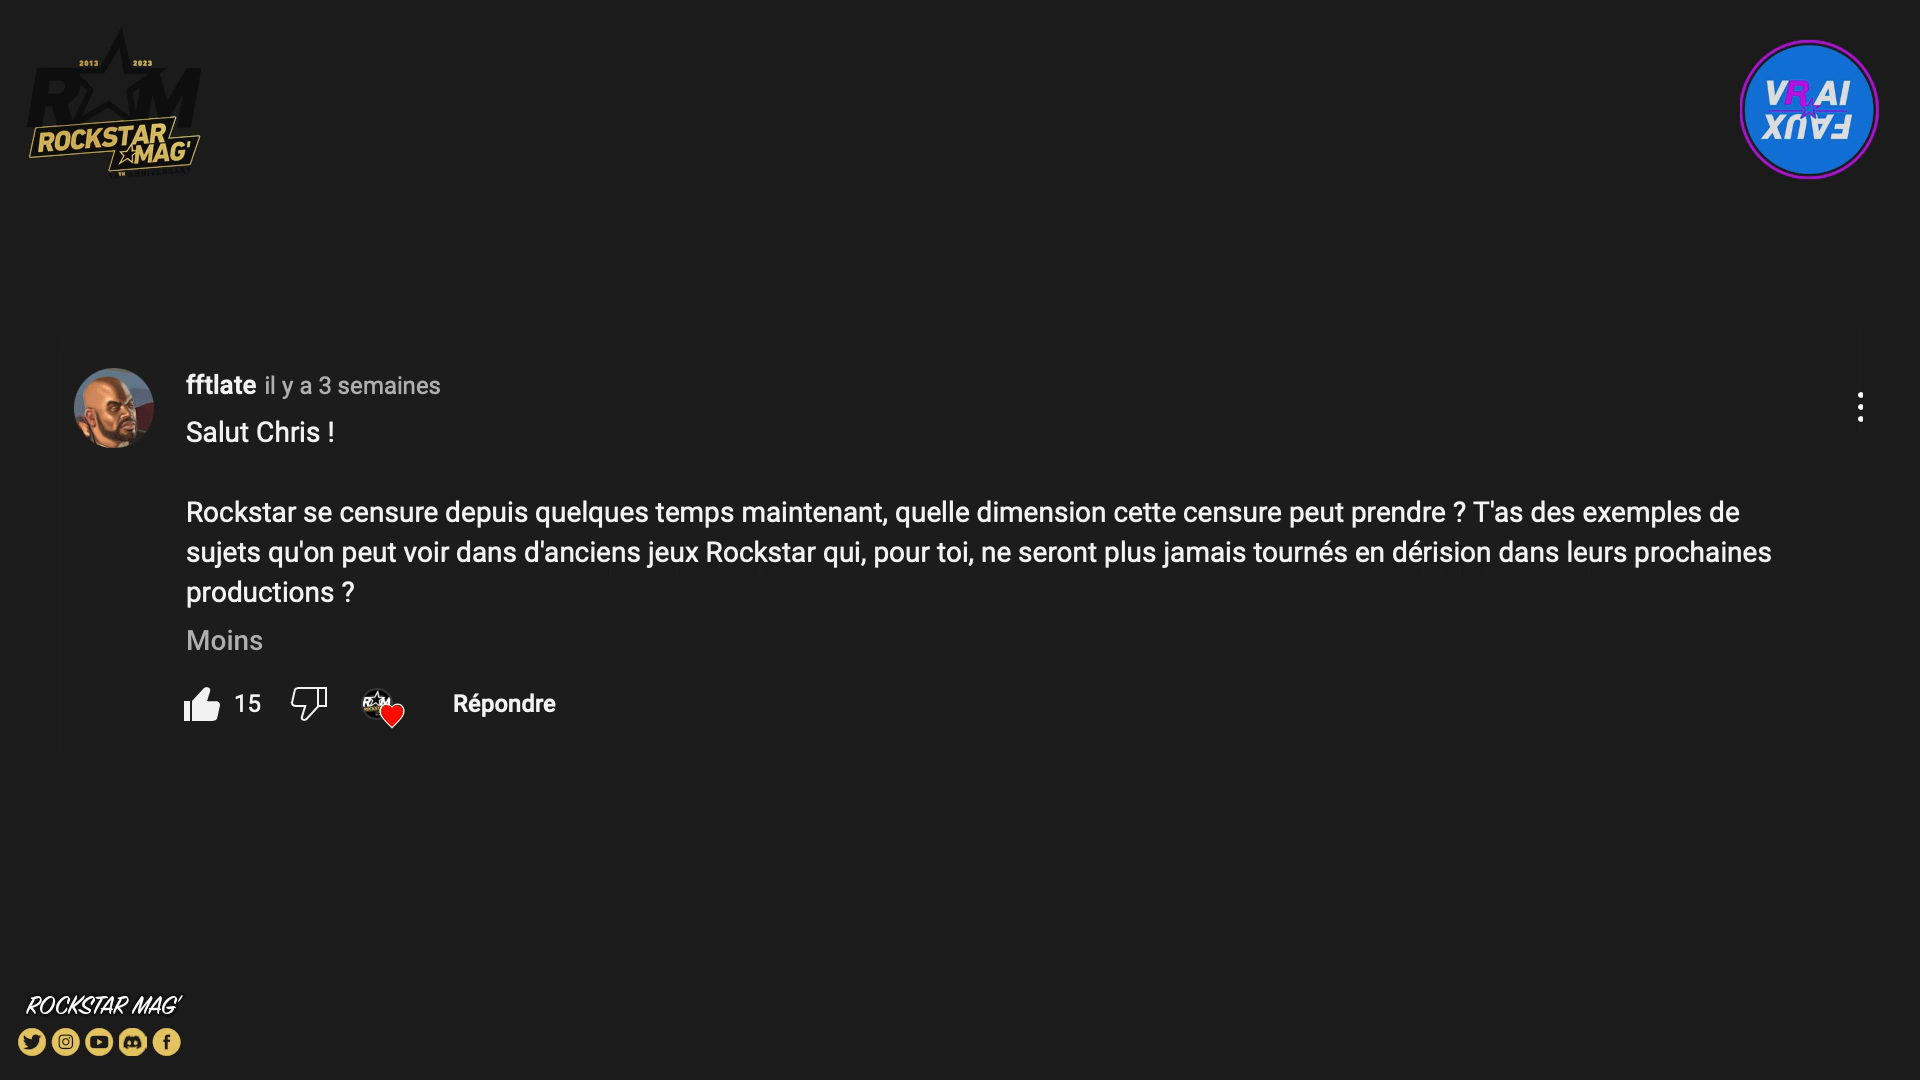 2013 2023
RM
ROCKSTAR
MAG'
TH ANNIVERSARY
VRAI
FAUX
fftlate il y a 3 semaines
Salut Chris !
Rockstar se censure depuis quelques temps maintenant, quelle dimension cette censure peut prendre ? T'as des exemples de
sujets qu'on peut voir dans d'anciens jeux Rockstar qui, pour toi, ne seront plus jamais tournés en dérision dans leurs prochaines
productions ?
Moins
15 Répondre
ROCKSTAR MAG'